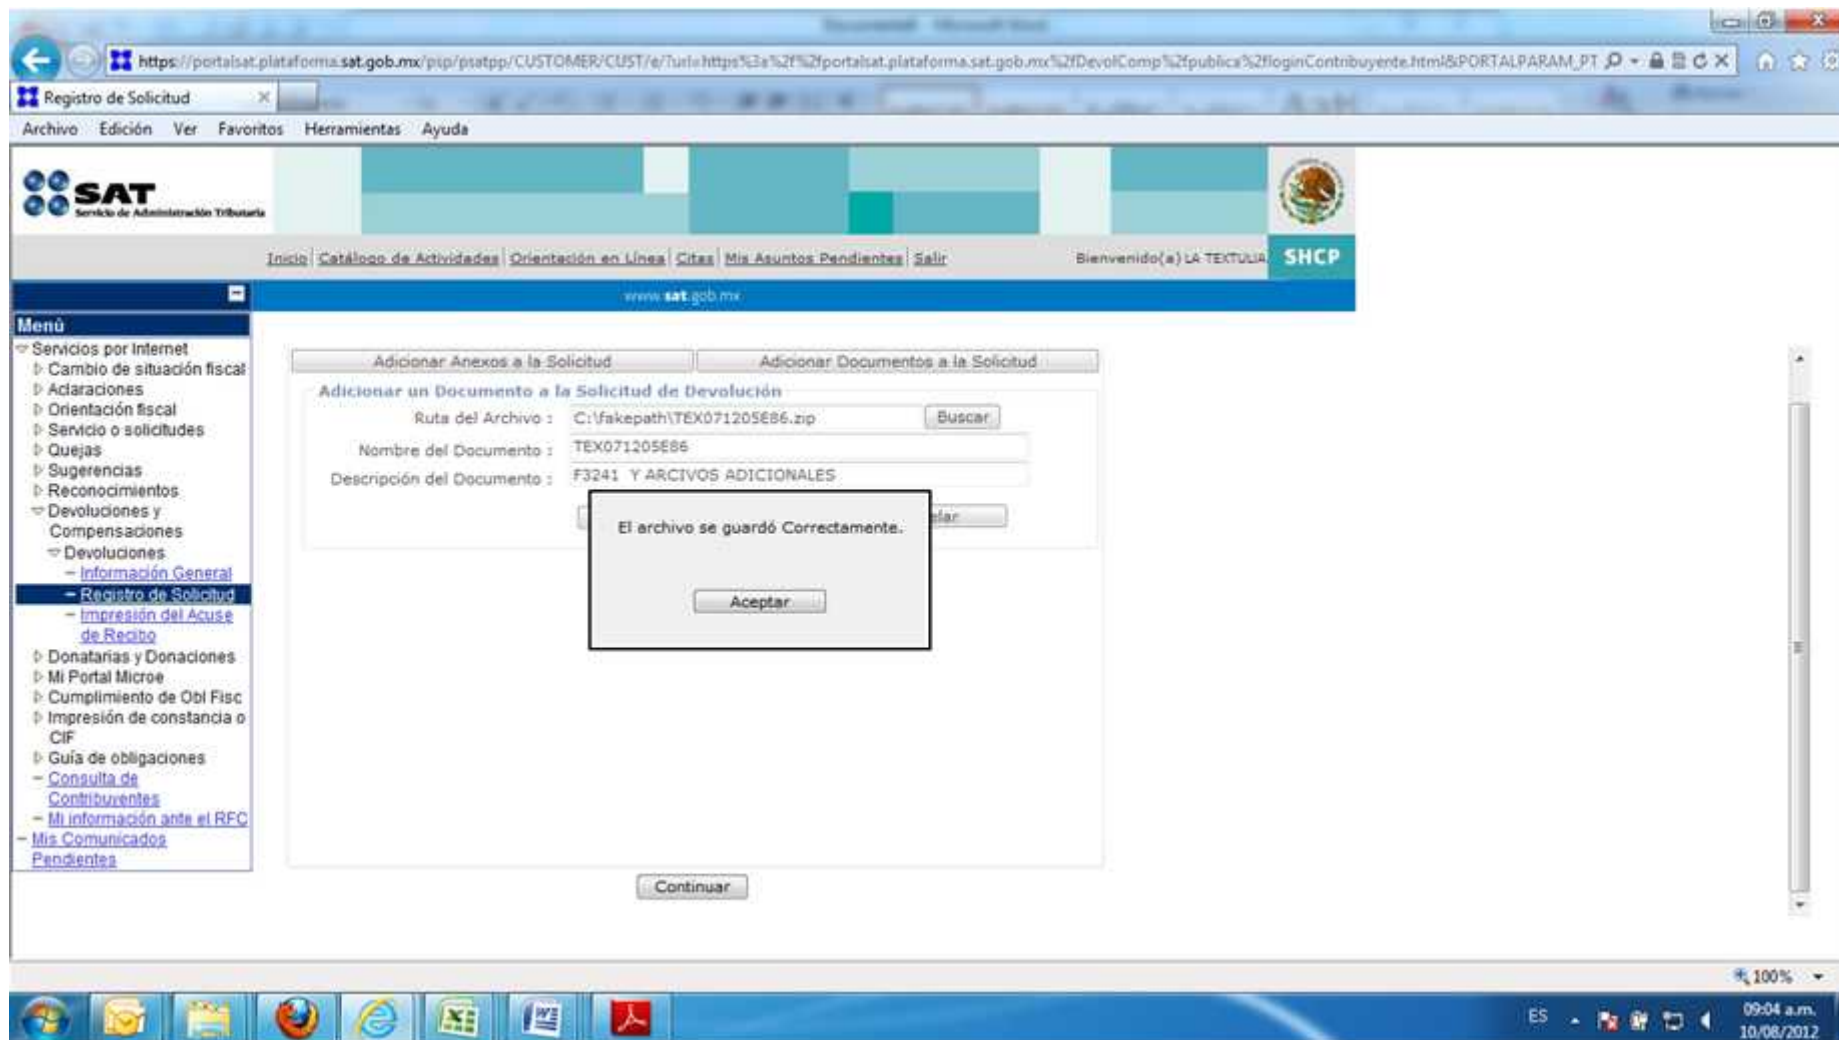 https://portalsat.plataforma.sat.gob.mx/psp/psatpp/CUSTOMER/CUST/e/?url=https%3a%2f%2fportalsat.plataforma.sat.gob.mx%2fDevolComp%2fpublica%2floginContribuyente.html&PORTALPARAM_PT
Registro de Solicitud
Archivo Edición Ver Favoritos Herramientas Ayuda
SAT
Servicio de Administración Tributaria
Inicio Catálogo de Actividades Orientación en Línea Citas Mis Asuntos Pendientes Salir Bienvenido(a) LA TEXTULIA SHCP
www.sat.gob.mx
Menú
Servicios por Internet
Cambio de situación fiscal
Aclaraciones
Orientación fiscal
Servicio o solicitudes
Quejas
Sugerencias
Reconocimientos
Devoluciones y
Compensaciones
Devoluciones
Información General
Registro de Solicitud
Impresión del Acuse
de Recibo
Donatarias y Donaciones
Mi Portal Microe
Cumplimiento de Obl Fisc
Impresión de constancia o
CIF
Guía de obligaciones
Consulta de
Contribuyentes
Mi información ante el RFC
Mis Comunicados
Pendientes
Adicionar Anexos a la Solicitud Adicionar Documentos a la Solicitud
Adicionar un Documento a la Solicitud de Devolución
Ruta del Archivo : C:\fakepath\TEX071205E86.zip Buscar
Nombre del Documento : TEX071205E86
Descripción del Documento : F3241 Y ARCIVOS ADICIONALES
elar
El archivo se guardó Correctamente.
Aceptar
Continuar
100%
ES
09:04 a.m.
10/08/2012